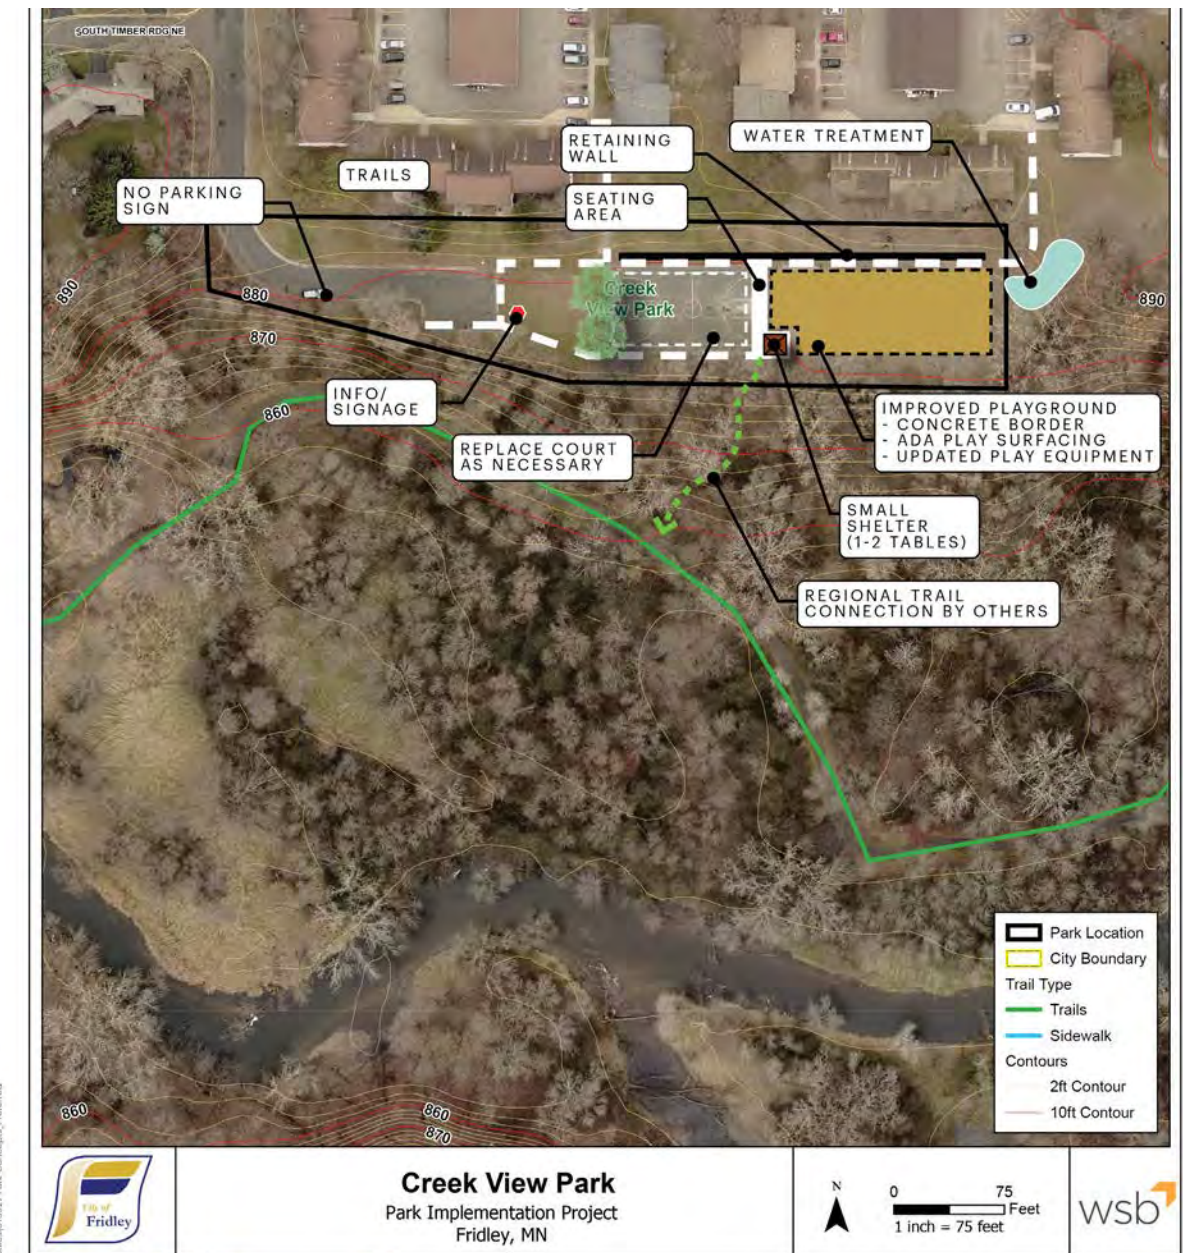 SOUTH TIMBER RDG NE
RETAINING
WALL
WATER TREATMENT
TRAILS
NO PARKING
SIGN
SEATING
AREA
890
880
Creek
View Park
890
870
860
INFO/
SIGNAGE
REPLACE COURT
AS NECESSARY
IMPROVED PLAYGROUND
- CONCRETE BORDER
- ADA PLAY SURFACING
- UPDATED PLAY EQUIPMENT
SMALL
SHELTER
(1-2 TABLES)
REGIONAL TRAIL
CONNECTION BY OTHERS
Park Location
City Boundary
Trail Type
Trails
Sidewalk
Contours
2ft Contour
10ft Contour
860
860
870
City of
Fridley
Creek View Park
Park Implementation Project
Fridley, MN
N
0 75
Feet
1 inch = 75 feet
wsb